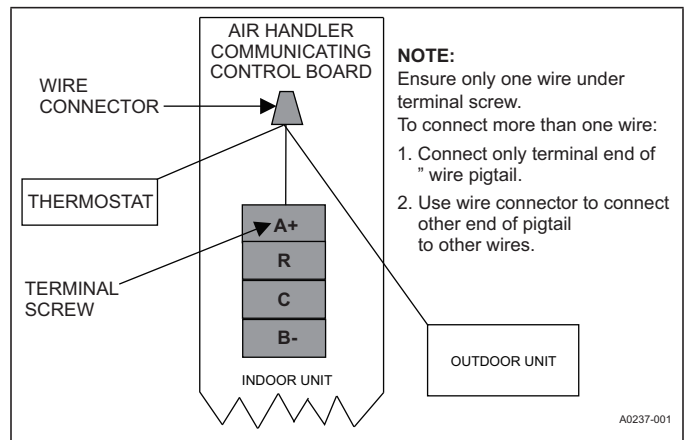 AIR HANDLER
COMMUNICATING
CONTROL BOARD
WIRE
CONNECTOR
THERMOSTAT
TERMINAL
SCREW
A+
R
C
B-
INDOOR UNIT
OUTDOOR UNIT
NOTE:
Ensure only one wire under
terminal screw.
To connect more than one wire:
1. Connect only terminal end of
” wire pigtail.
2. Use wire connector to connect
other end of pigtail
to other wires.
A0237-001